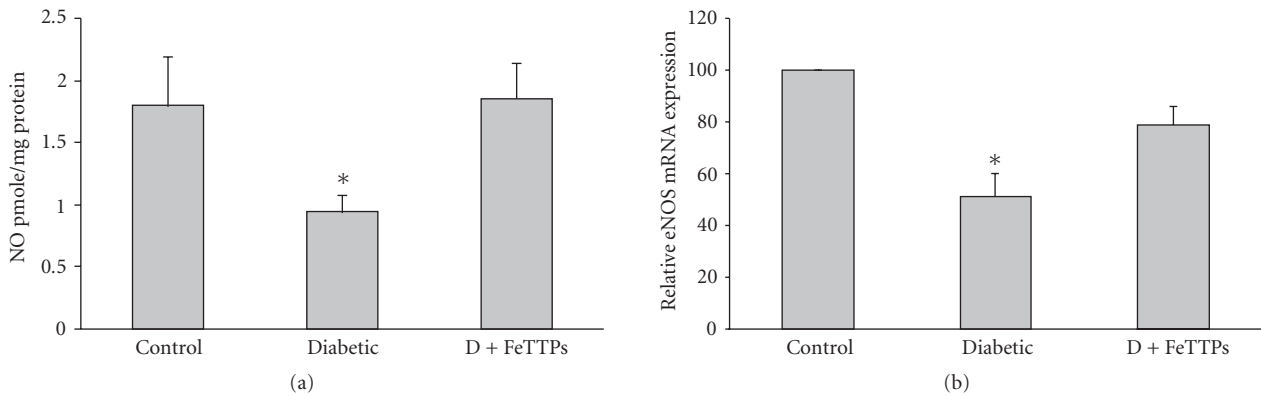 NO pmole/mg protein
2.5
2
1.5
1
0.5
0
*
Control
Diabetic
D + FeTTPs
(a)
Relative eNOS mRNA expression
120
100
80
60
40
20
0
*
Control
Diabetic
D + FeTTPs
(b)